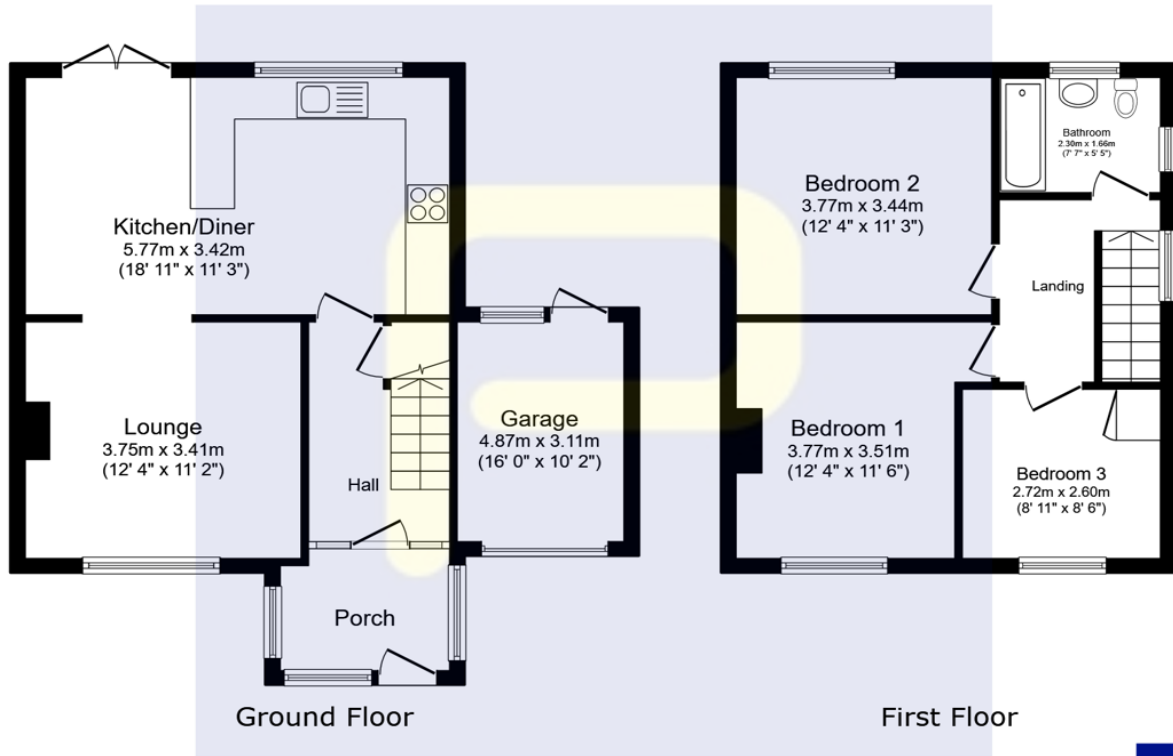 Kitchen/Diner
5.77m x 3.42m
(18' 11" x 11' 3")
Lounge
3.75m x 3.41m
(12' 4" x 11' 2")
Hall
Garage
4.87m x 3.11m
(16' 0" x 10' 2")
Porch
Ground Floor
Bedroom 2
3.77m x 3.44m
(12' 4" x 11' 3")
Bathroom
2.30m x 1.66m
(7' 7" x 5' 5")
Landing
Bedroom 1
3.77m x 3.51m
(12' 4" x 11' 6")
Bedroom 3
2.72m x 2.60m
(8' 11" x 8' 6")
First Floor